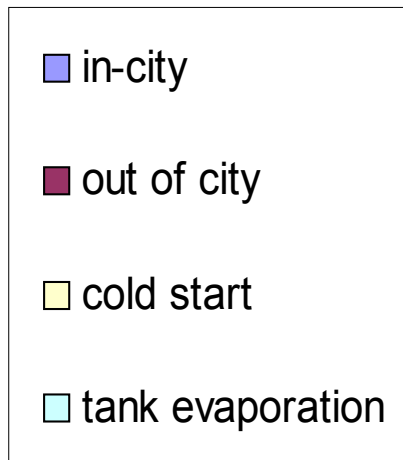 in-city
out of city
cold start
tank evaporation